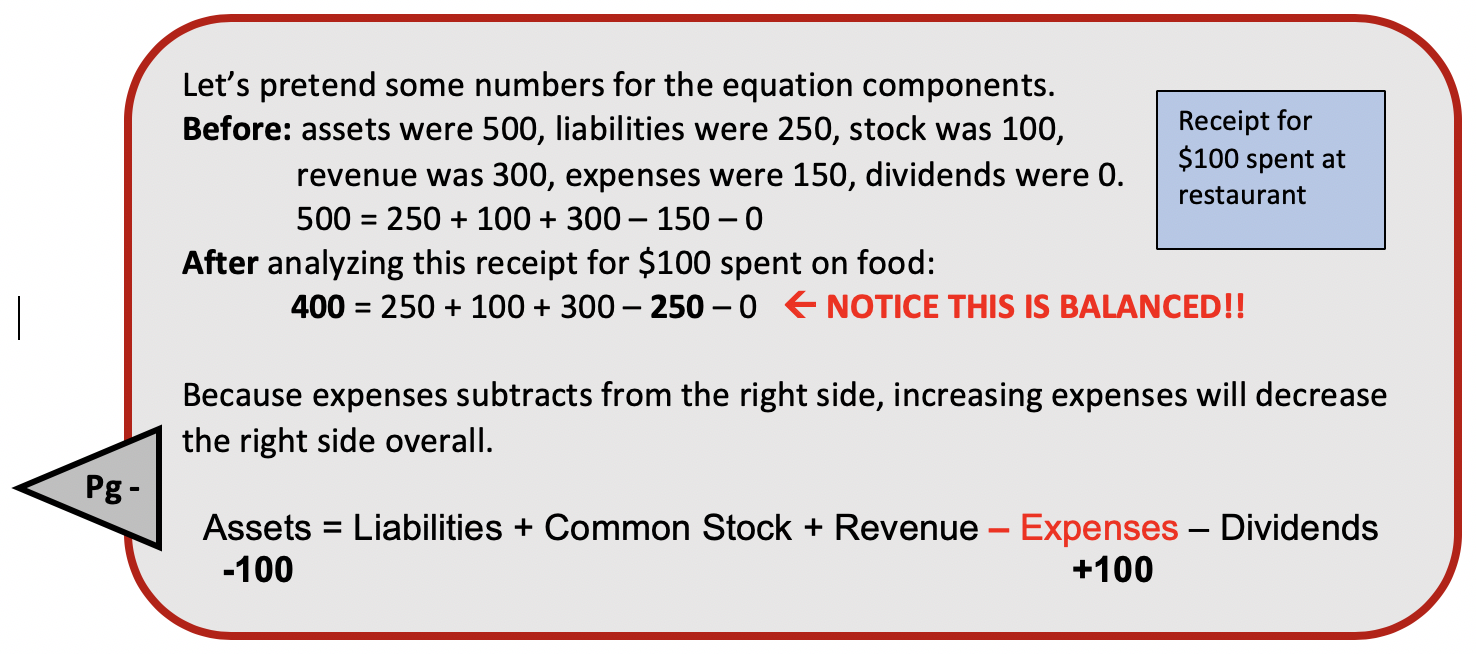 Let’s pretend some numbers for the equation components.
Before: assets were 500, liabilities were 250, stock was 100,
revenue was 300, expenses were 150, dividends were 0.
500 = 250 + 100 + 300 – 150 – 0
Receipt for
$100 spent at
restaurant
After analyzing this receipt for $100 spent on food:
400 = 250 + 100 + 300 – 250 – 0 ← NOTICE THIS IS BALANCED!!
Because expenses subtracts from the right side, increasing expenses will decrease
the right side overall.
Pg -
Assets = Liabilities + Common Stock + Revenue – Expenses – Dividends
-100 +100